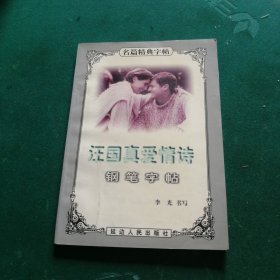 名篇精典字帖
汪国真爱情诗
钢笔字帖
李光 书写
延边人民出版社